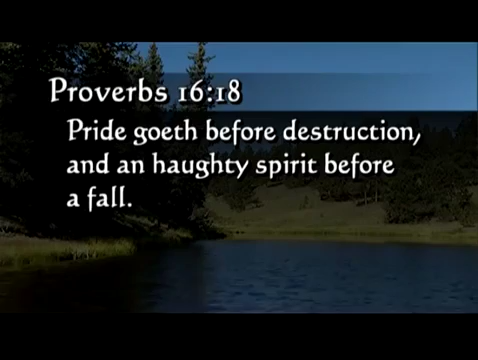 Proverbs 16:18
Pride goeth before destruction,
and an haughty spirit before
a fall.